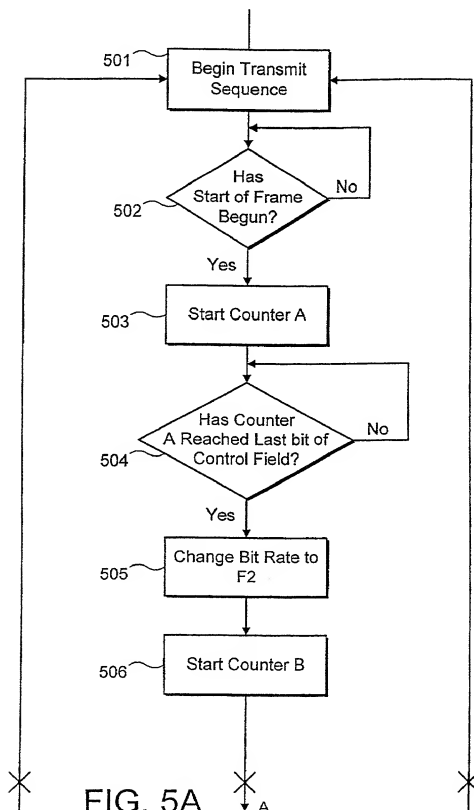 501
Begin Transmit
Sequence
Has
Start of Frame
Begun?
No
502
Yes
503
Start Counter A
Has Counter
A Reached Last bit of
Control Field?
No
504
Yes
505
Change Bit Rate to
F2
506
Start Counter B
FIG. 5A
A